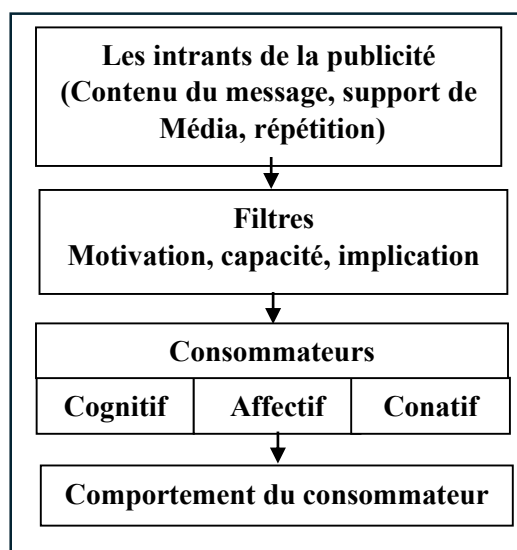 Les intrants de la publicité
(Contenu du message, support de
Média, répétition)
Filtres
Motivation, capacité, implication
Consommateurs
Cognitif Affectif Conatif
Comportement du consommateur